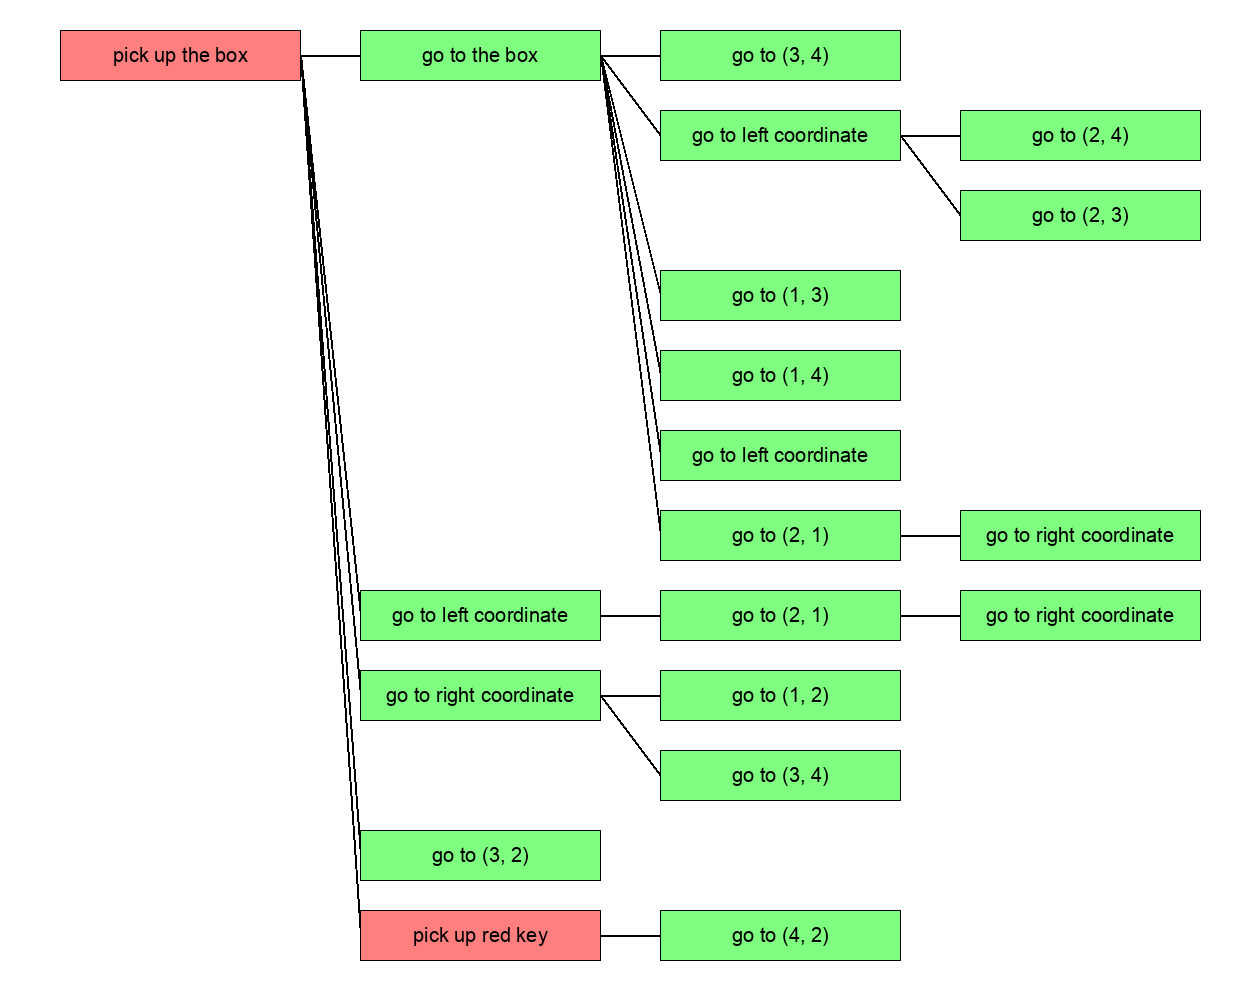 pick up the box
go to the box
go to (3, 4)
go to left coordinate
go to (2, 4)
go to (2, 3)
go to (1, 3)
go to (1, 4)
go to left coordinate
go to (2, 1)
go to right coordinate
go to left coordinate
go to (2, 1)
go to right coordinate
go to right coordinate
go to (1, 2)
go to (3, 4)
go to (3, 2)
pick up red key
go to (4, 2)